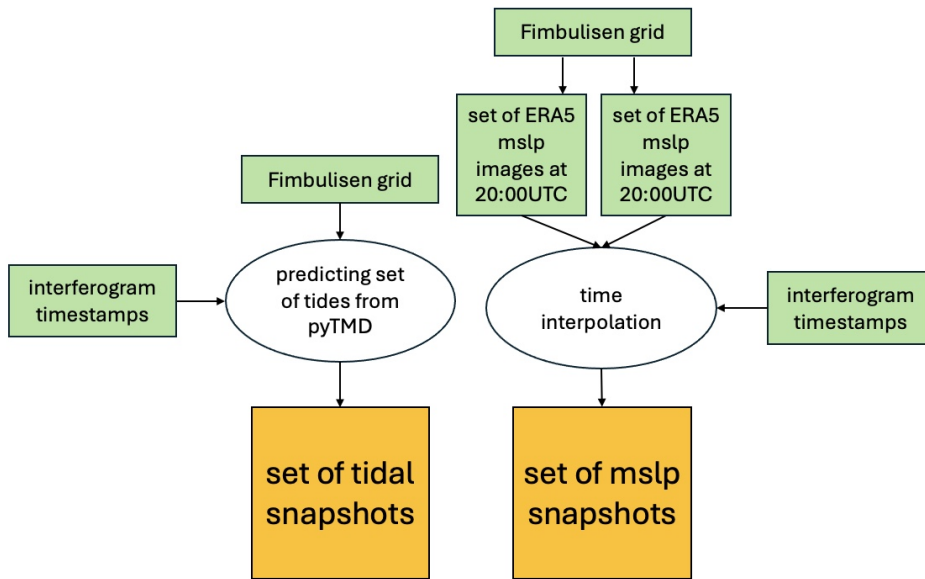 Fimbulisen grid
set of ERA5
mslp
images at
20:00UTC
set of ERA5
mslp
images at
20:00UTC
Fimbulisen grid
interferogram
timestamps
predicting set
of tides from
pyTMD
time
interpolation
interferogram
timestamps
set of tidal
snapshots
set of mslp
snapshots